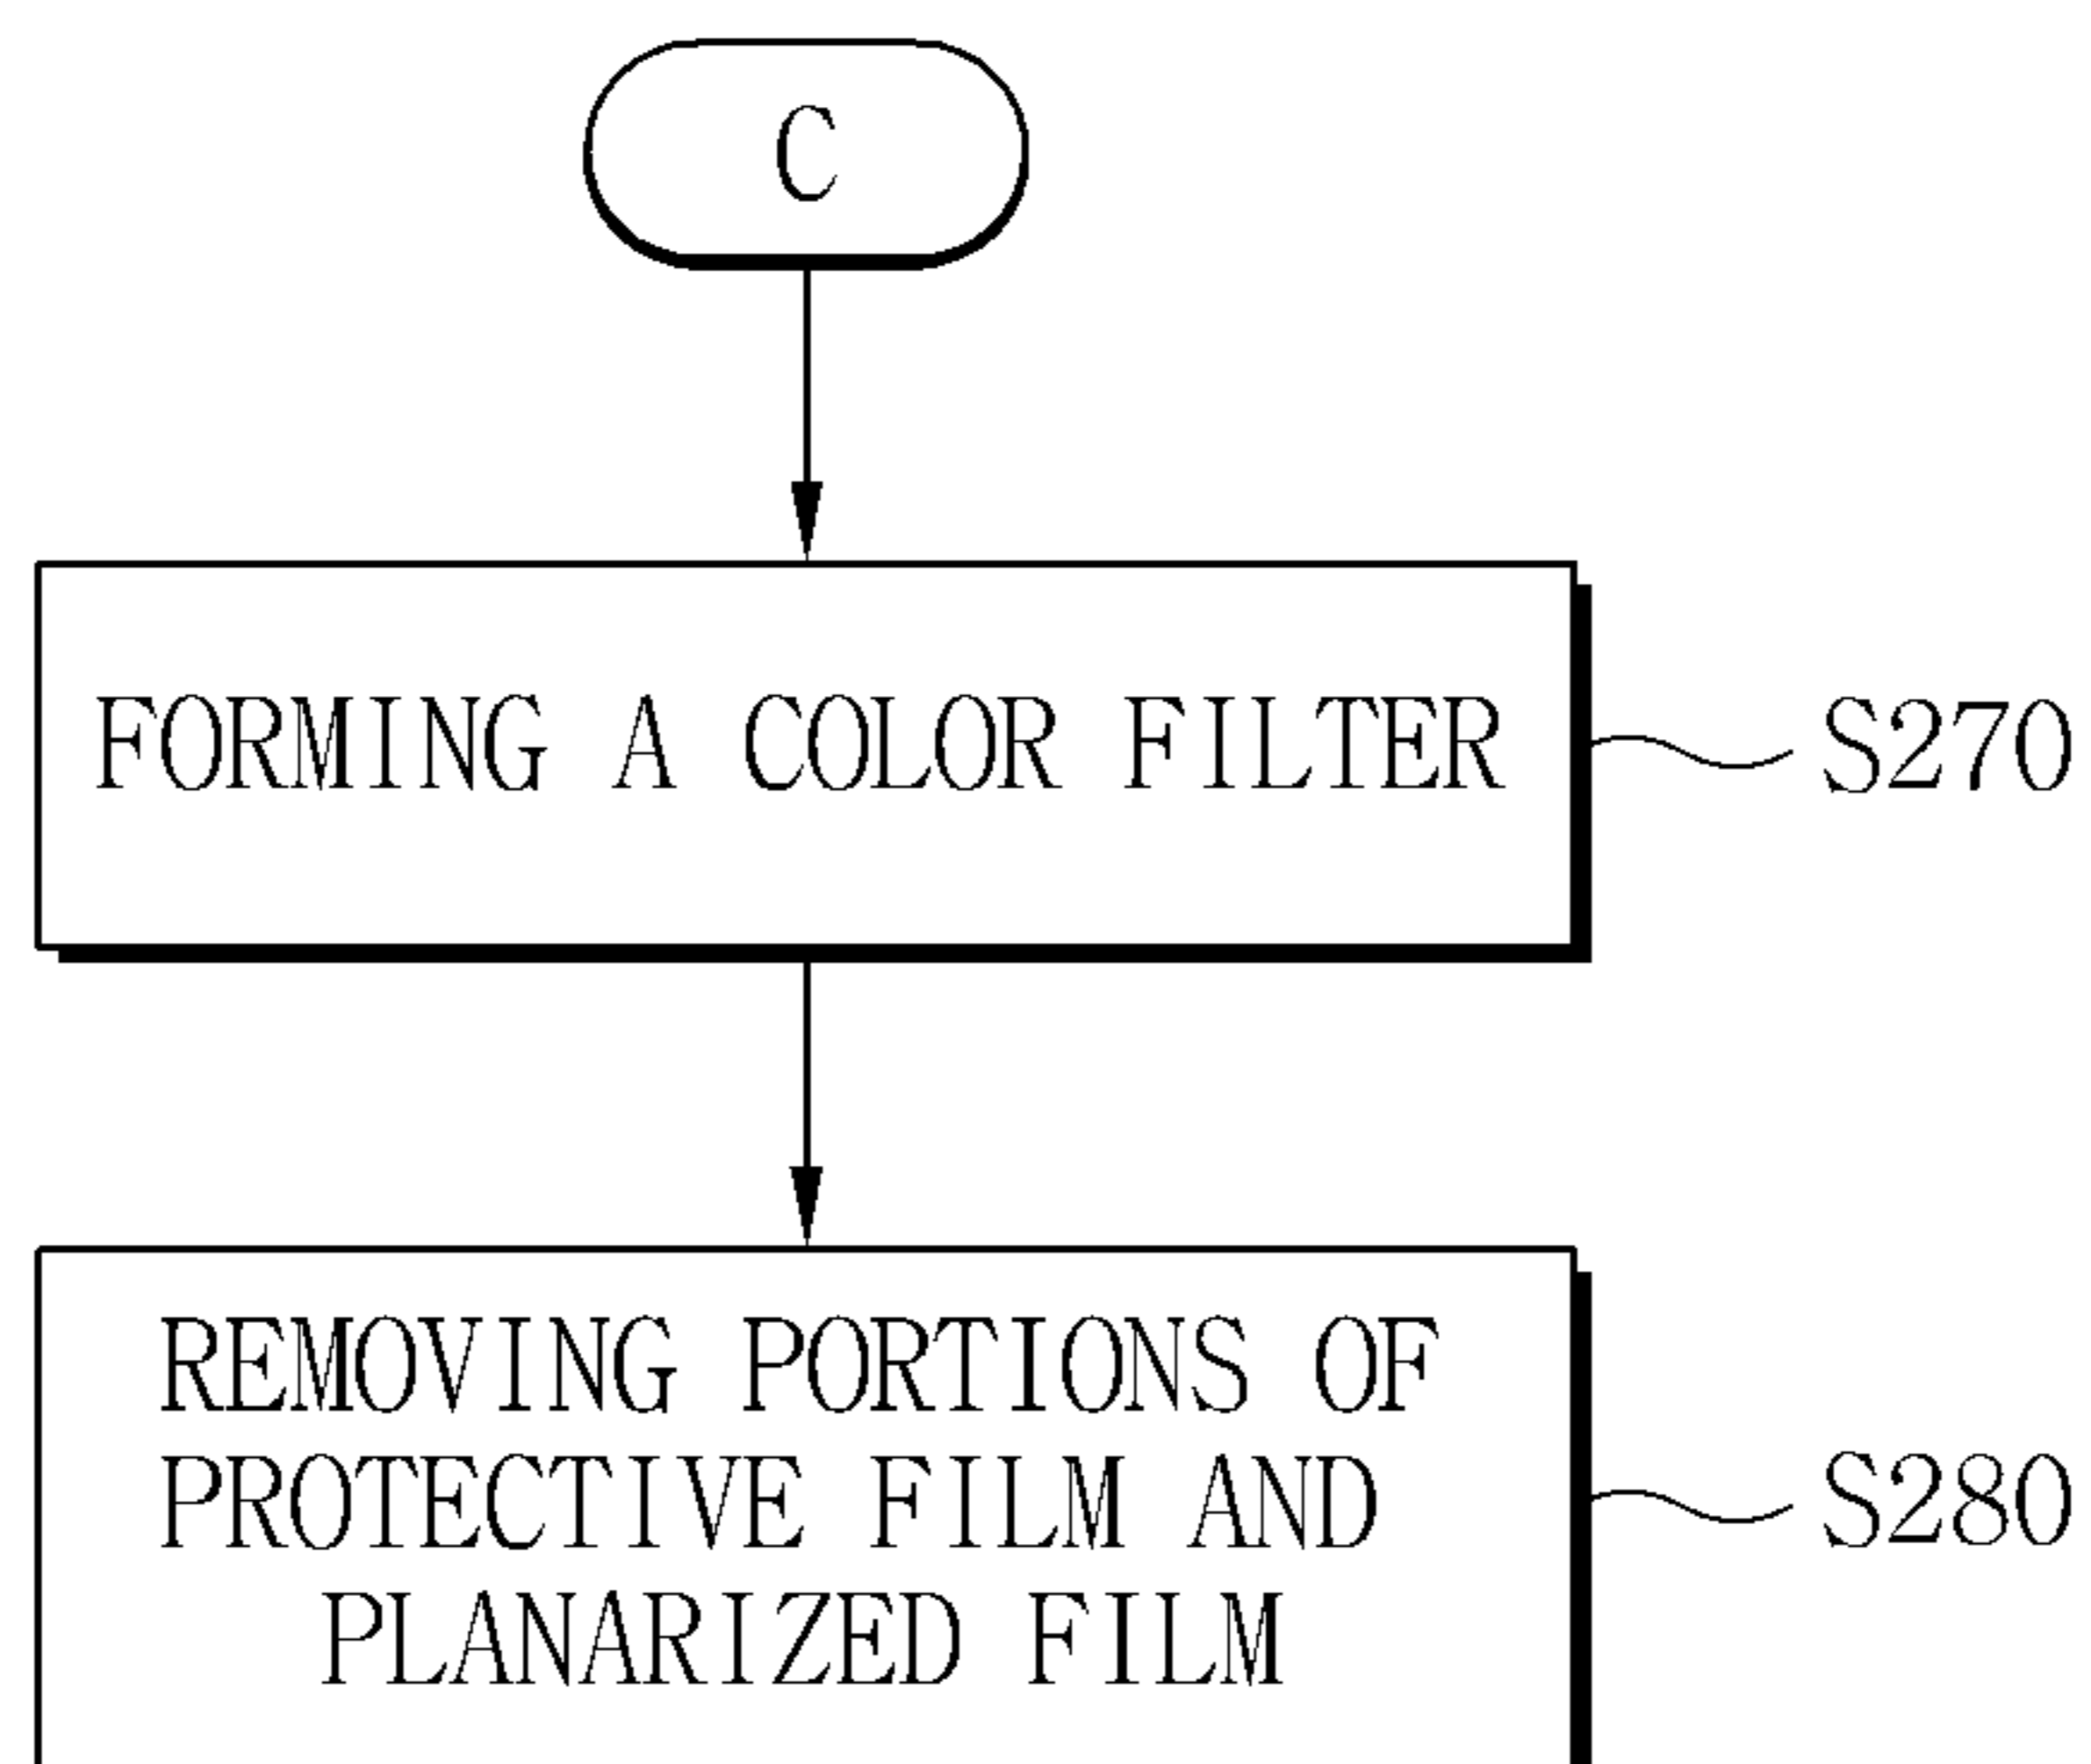 C
FORMING A COLOR FILTER
S270
REMOVING PORTIONS OF
PROTECTIVE FILM AND
PLANARIZED FILM
S280